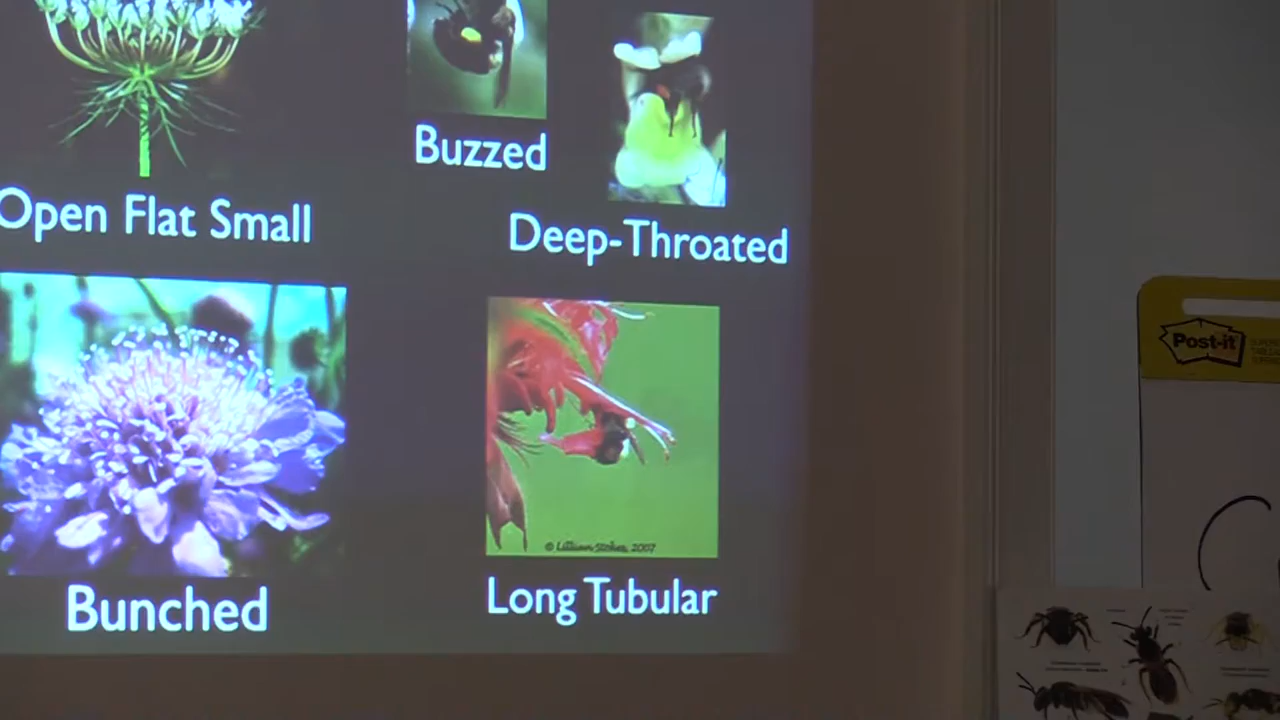 Buzzed
Open Flat Small
Deep-Throated
© Lillian Stokes, 2007
Bunched
Long Tubular
Post-it